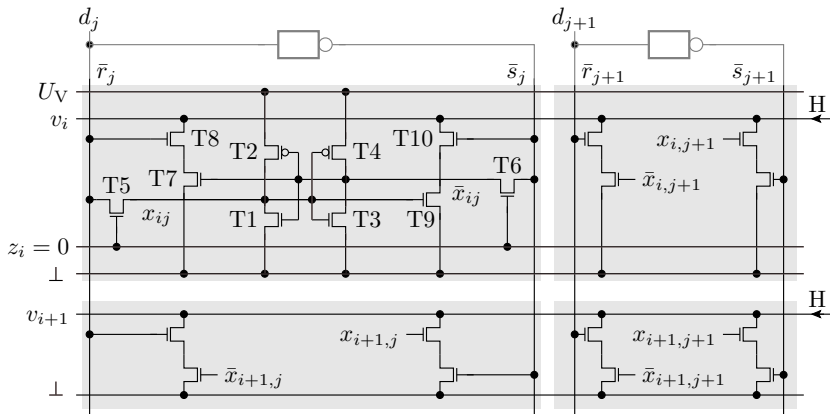 d_j d_{j+1}
r̄_j s̄_j r̄_{j+1} s̄_{j+1}
U_V
H
v_i
T8 T10 x_{i,j+1}
T2 T4 T6
T7 x̄_{i,j+1}
T5 x_{ij} T1 T3 T9 x̄_{ij}
z_i = 0
⊥
H
v_{i+1}
x_{i+1,j} x_{i+1,j+1}
x̄_{i+1,j} x̄_{i+1,j+1}
⊥